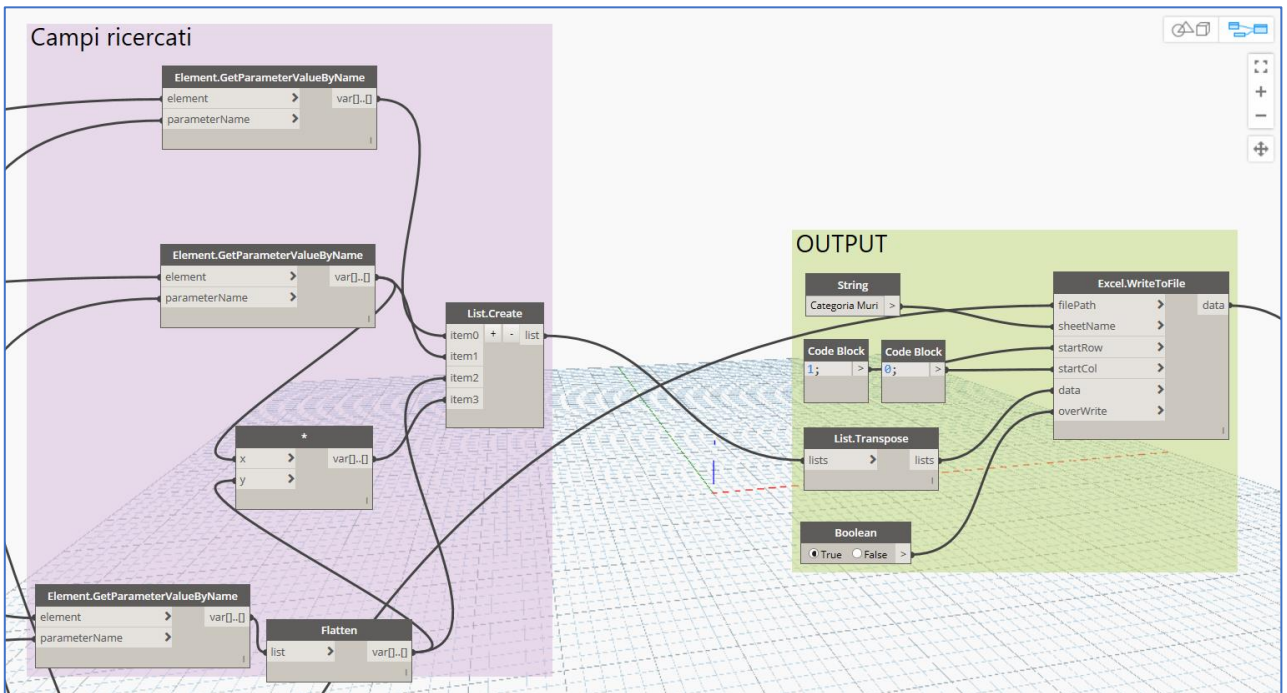 Campi ricercati
Element.GetParameterValueByName
element > var[]..[]
parameterName >
l
Element.GetParameterValueByName
element > var[]..[]
parameterName >
l
List.Create
item0 + - list
item1
item2
item3
*
x > var[]..[]
y >
l
Element.GetParameterValueByName
element > var[]..[]
parameterName >
l
Flatten
list > var[]..[]
l
OUTPUT
String
Categoria Muri >
Code Block
1; >
Code Block
0; >
List.Transpose
lists > lists
l
Boolean
True False >
Excel.WriteToFile
filePath > data
sheetName >
startRow >
startCol >
data >
overWrite >
l